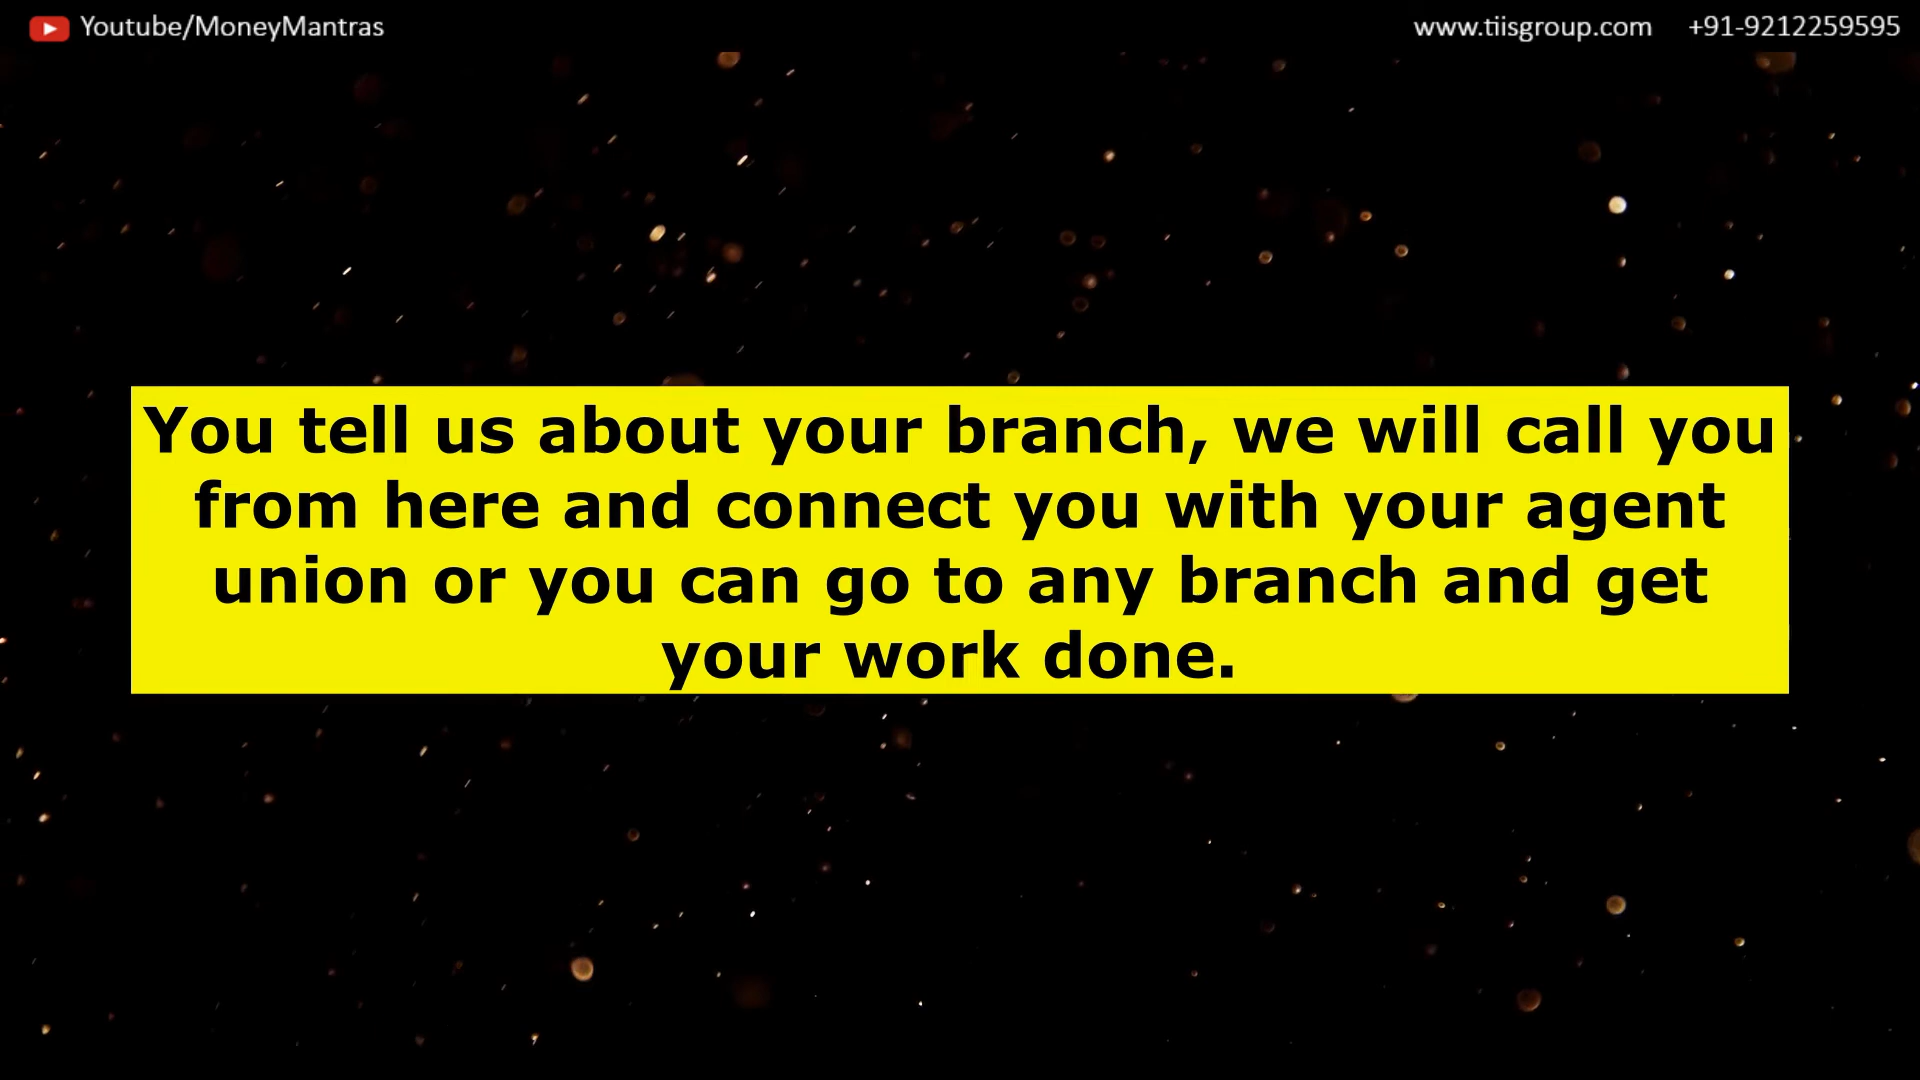 Youtube/MoneyMantras
www.tiisgroup.com +91-9212259595
You tell us about your branch, we will call you
from here and connect you with your agent
union or you can go to any branch and get
your work done.